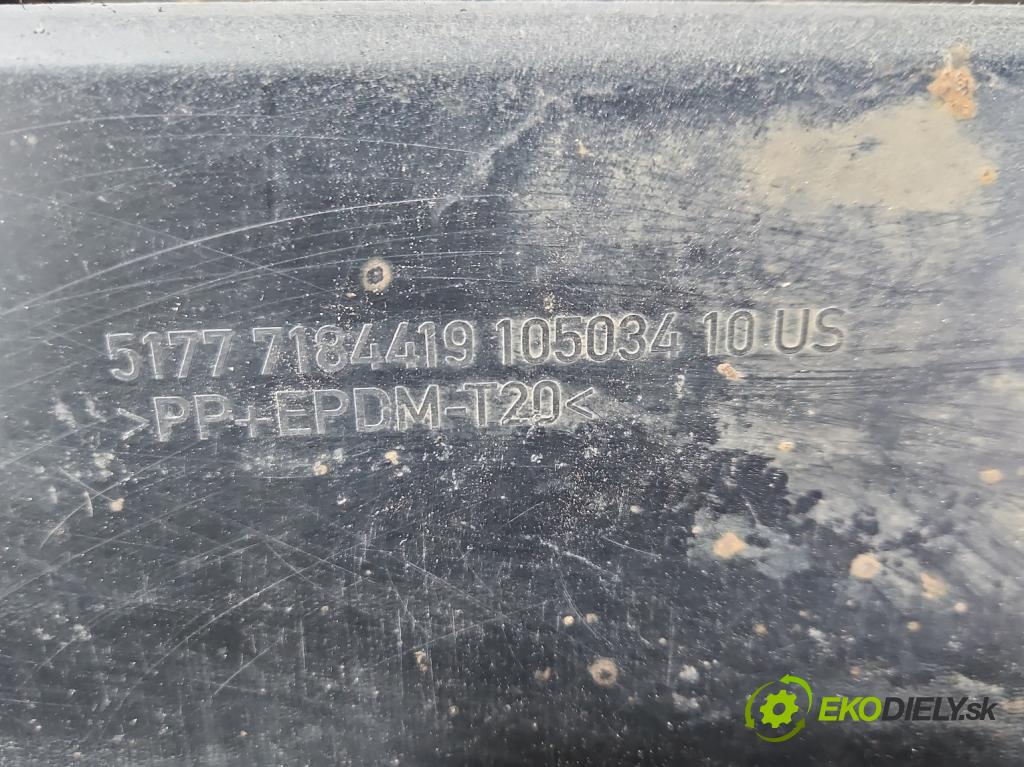 5177 7184419 105034 10 US
>PP+EPDM-T20<
EKODIELY.sk